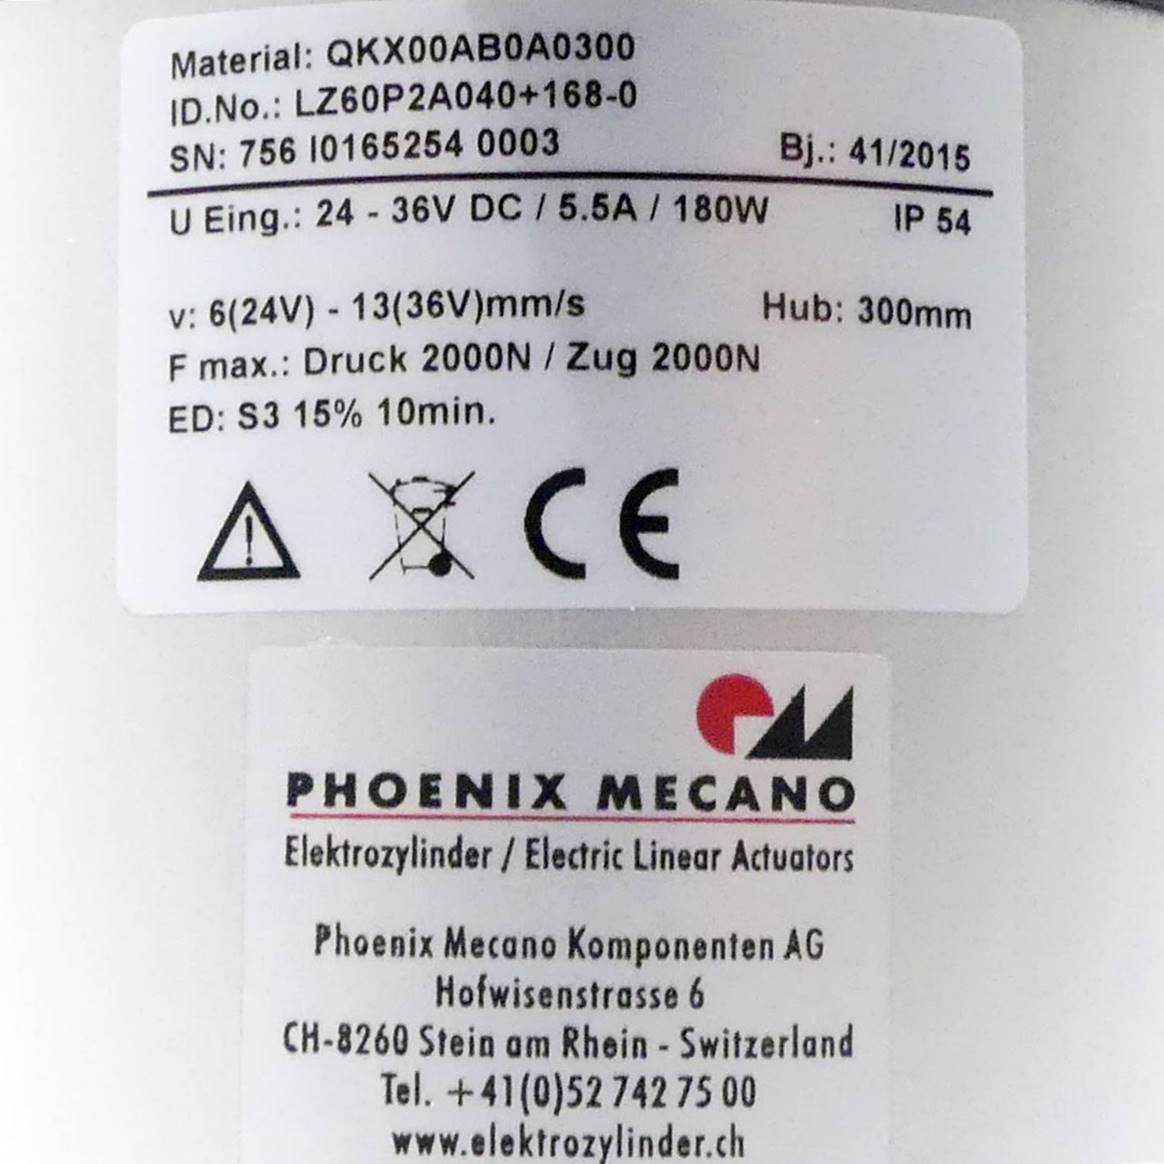 Material: QKX00AB0A0300
ID.No.: LZ60P2A040+168-0
SN: 756 I0165254 0003 Bj.: 41/2015
U Eing.: 24 - 36V DC / 5.5A / 180W IP 54
v: 6(24V) - 13(36V)mm/s Hub: 300mm
F max.: Druck 2000N / Zug 2000N
ED: S3 15% 10min.
CE
PHOENIX MECANO
Elektrozylinder / Electric Linear Actuators
Phoenix Mecano Komponenten AG
Hofwisenstrasse 6
CH-8260 Stein am Rhein - Switzerland
Tel. +41(0)52 742 75 00
www.elektrozylinder.ch